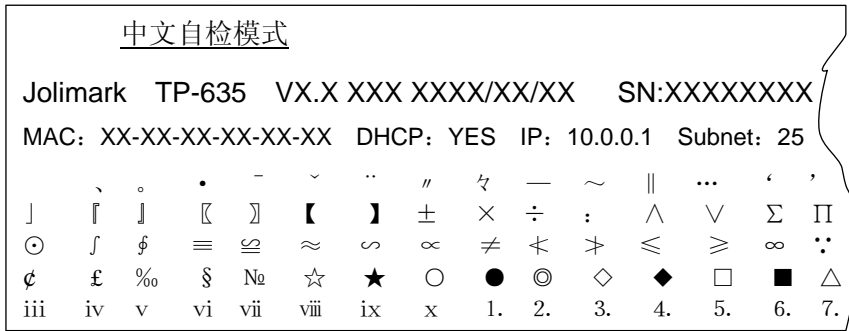 中文自检模式
Jolimark TP-635 VX.X XXX XXXX/XX/XX SN:XXXXXXXX
MAC：XX-XX-XX-XX-XX-XX DHCP：YES IP：10.0.0.1 Subnet：25
、 。 • ˉ ˇ ¨ 〃 々 — ～ ‖ … ‘ ’
」 『 』 〖 〗 【 】 ± × ÷ ： ∧ ∨ ∑ ∏
⊙ ∫ ∮ ≡ ≌ ≈ ∽ ∝ ≠ ≮ ≯ ≤ ≥ ∞ ∵
¢ £ ‰ § № ☆ ★ ○ ● ◎ ◇ ◆ □ ■ △
ⅲ ⅳ ⅴ ⅵ ⅶ ⅷ ⅸ ⅹ ⒈ ⒉ ⒊ ⒋ ⒌ ⒍ ⒎